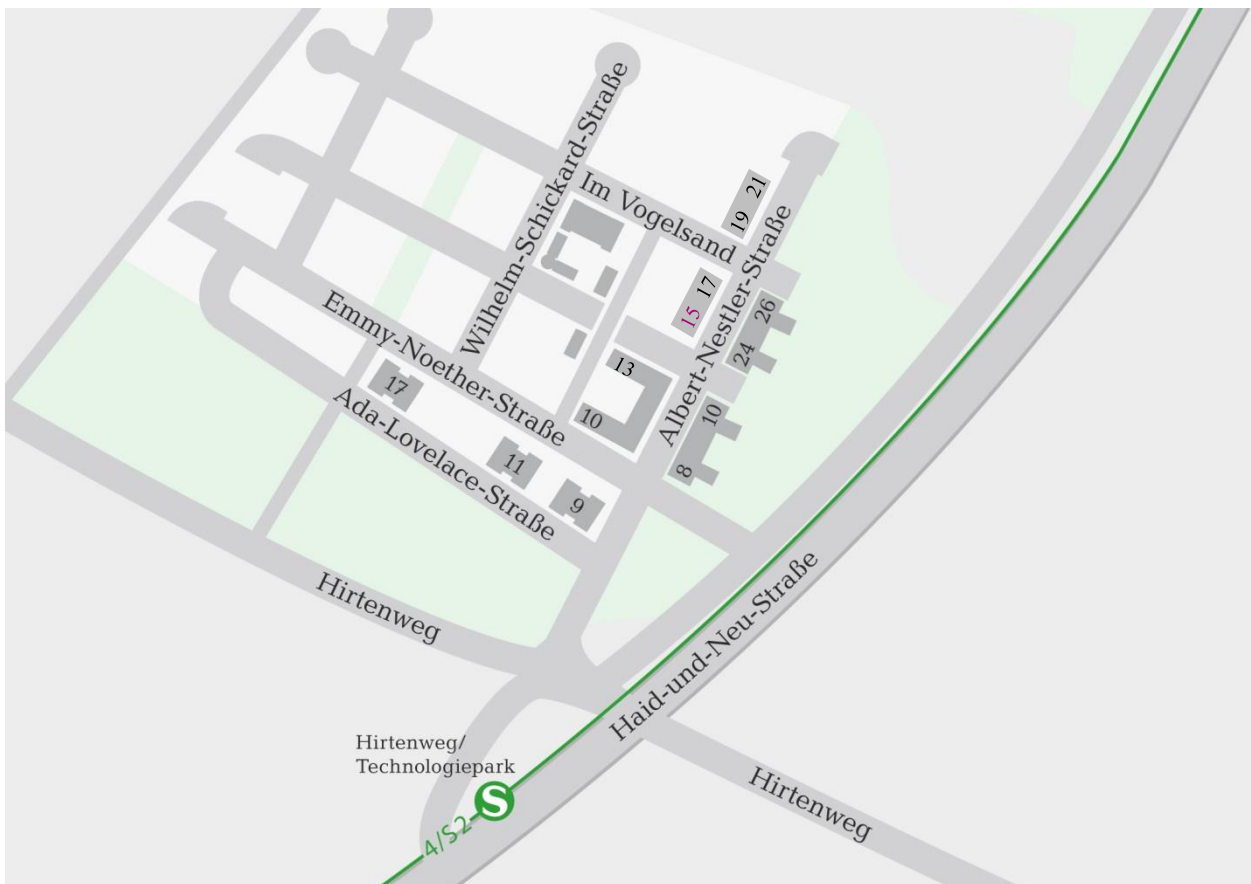 Wilhelm-Schickard-Straße
Im Vogelsand
21
19
17
15
Albert-Nestler-Straße
26
24
13
10
10
8
Emmy-Noether-Straße
17
11
9
Ada-Lovelace-Straße
Hirtenweg
Haid-und-Neu-Straße
Hirtenweg/
Technologiepark
S
4/S2
Hirtenweg